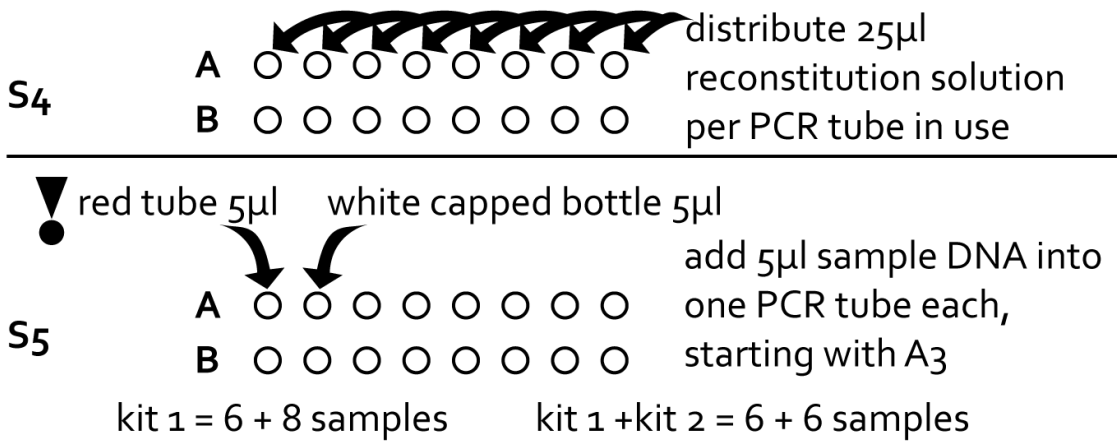 S4
A
B
distribute 25µl
reconstitution solution
per PCR tube in use
S5
red tube 5µl
white capped bottle 5µl
A
B
add 5µl sample DNA into
one PCR tube each,
starting with A3
kit 1 = 6 + 8 samples
kit 1 +kit 2 = 6 + 6 samples